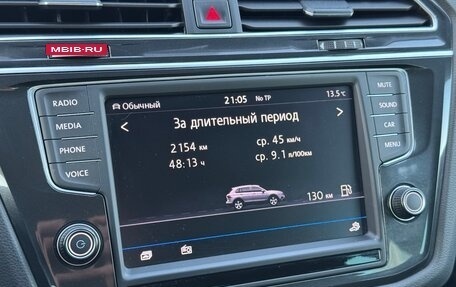 MBIB·RU
RADIO
MEDIA
PHONE
VOICE
MUTE
SOUND
CAR
MENU
Обычный 21:05 No TP 13.5°C
< За длительный период >
2154 км ср. 45 км/ч
48:13 ч ср. 9.1 л/100км
130 км